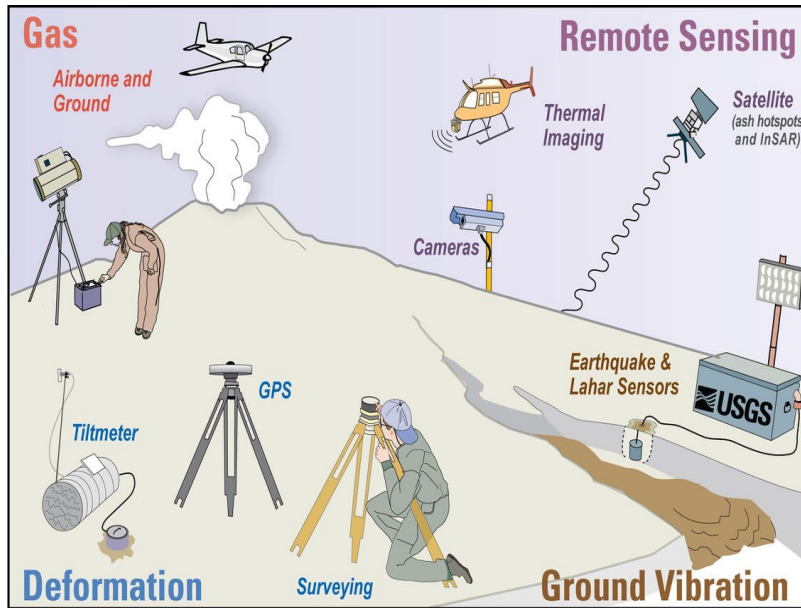 Gas
Airborne and
Ground
Remote Sensing
Thermal
Imaging
Satellite
(ash hotspots
and InSAR)
Cameras
Earthquake &
Lahar Sensors
USGS
GPS
Tiltmeter
Surveying
Deformation
Ground Vibration